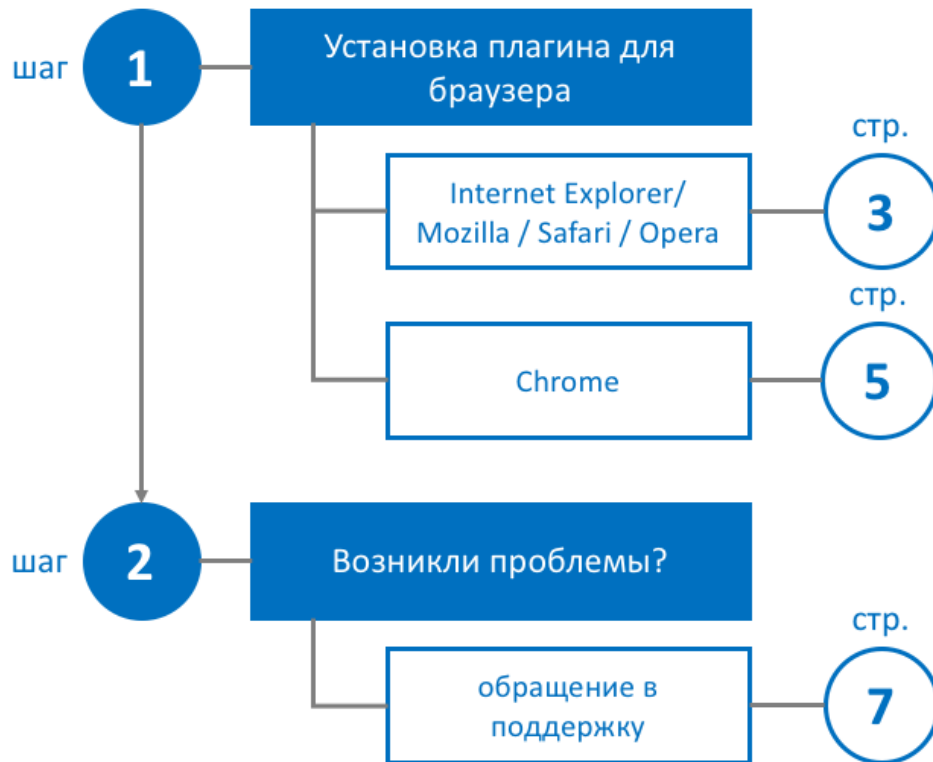 шаг
1
Установка плагина для
браузера
стр.
Internet Explorer/
Mozilla / Safari / Opera
3
стр.
Chrome
5
шаг
2
Возникли проблемы?
стр.
обращение в
поддержку
7